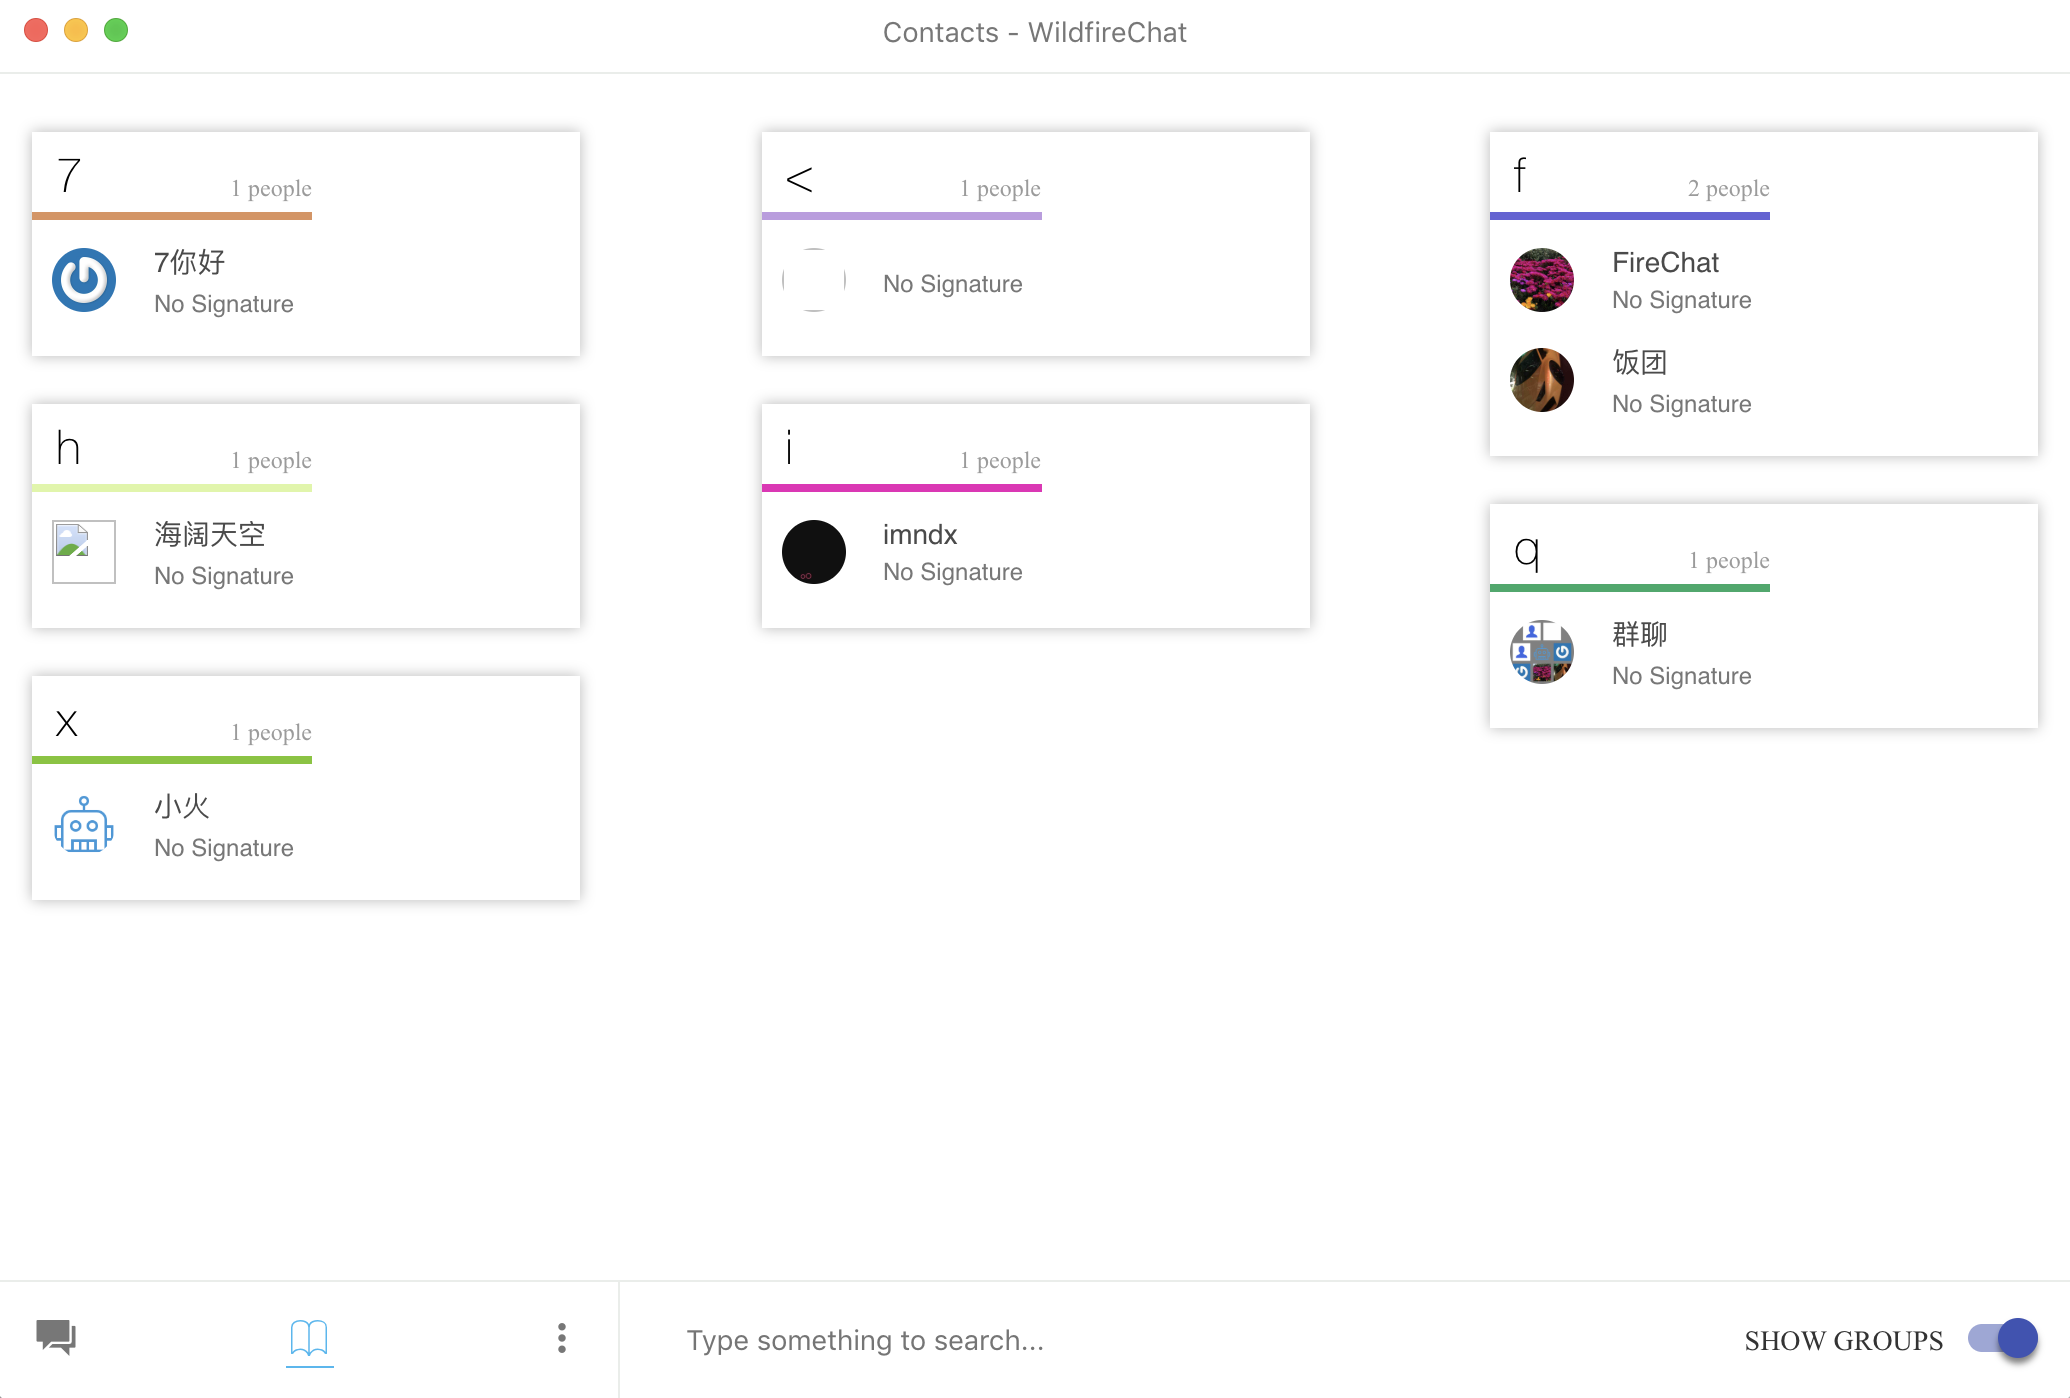 Contacts - WildfireChat
7
1 people
7你好
No Signature
h
1 people
海阔天空
No Signature
x
1 people
小火
No Signature
<
1 people
No Signature
i
1 people
imndx
No Signature
f
2 people
FireChat
No Signature
饭团
No Signature
q
1 people
群聊
No Signature
Type something to search...
SHOW GROUPS